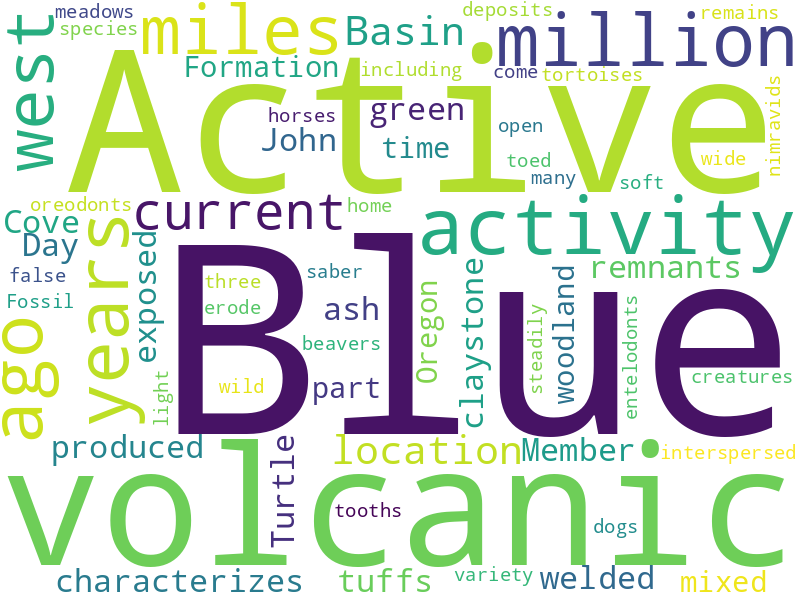 meadows
species
miles
Basin
deposits
million
remains
west
Active
Formation
including
come
tortoises
horses
green
open
nimravids
John
time
toed
wide
many
soft
oreodonts
current
home
Cove
activity
Day
years
exposed
false
three
saber
claystone
woodland
remnants
Fossil
erode
ash
Oregon
ago
Blue
beavers
steadily
entelodonts
light
wild
part
creatures
produced
volcanic
Turtle
location
Member
interspersed
tooths
dogs
characterizes
tuffs
variety
welded
mixed